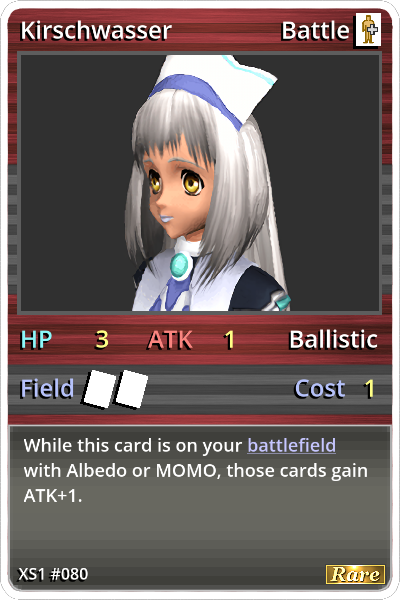 Kirschwasser Battle
HP 3 ATK 1 Ballistic
Field Cost 1
While this card is on your battlefield
with Albedo or MOMO, those cards gain
ATK+1.
XS1 #080 Rare